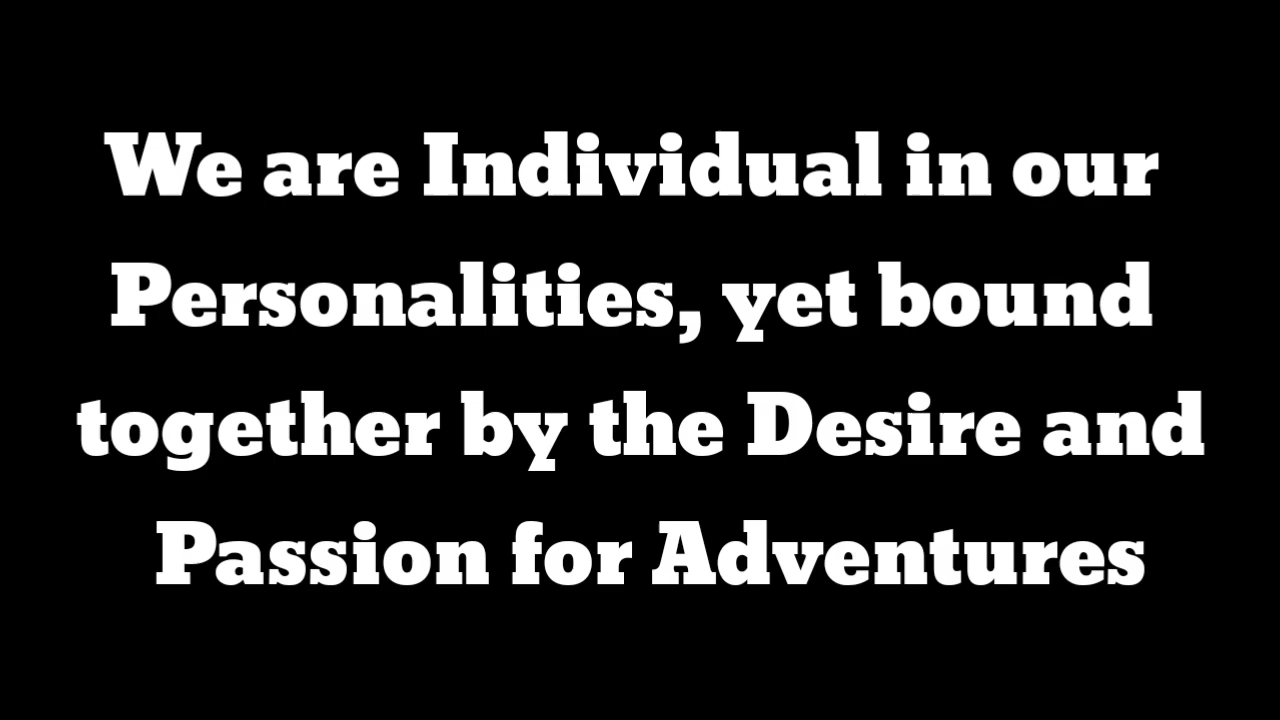 We are Individual in our
Personalities, yet bound
together by the Desire and
Passion for Adventures